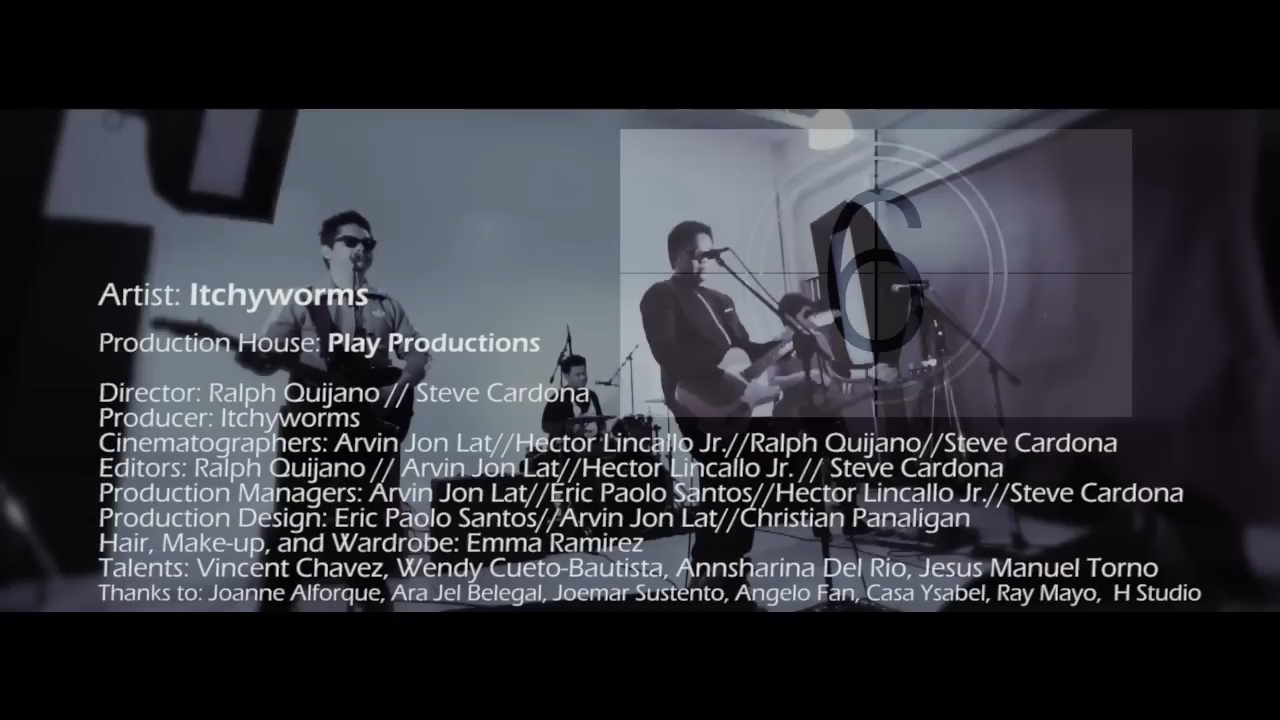 6
Artist: Itchyworms
Production House: Play Productions
Director: Ralph Quijano // Steve Cardona
Producer: Itchyworms
Cinematographers: Arvin Jon Lat//Hector Lincallo Jr.//Ralph Quijano//Steve Cardona
Editors: Ralph Quijano // Arvin Jon Lat//Hector Lincallo Jr. // Steve Cardona
Production Managers: Arvin Jon Lat//Eric Paolo Santos//Hector Lincallo Jr.//Steve Cardona
Production Design: Eric Paolo Santos//Arvin Jon Lat//Christian Panaligan
Hair, Make-up, and Wardrobe: Emma Ramirez
Talents: Vincent Chavez, Wendy Cueto-Bautista, Annsharina Del Rio, Jesus Manuel Torno
Thanks to: Joanne Alforque, Ara Jel Belegal, Joemar Sustento, Angelo Fan, Casa Ysabel, Ray Mayo, H Studio